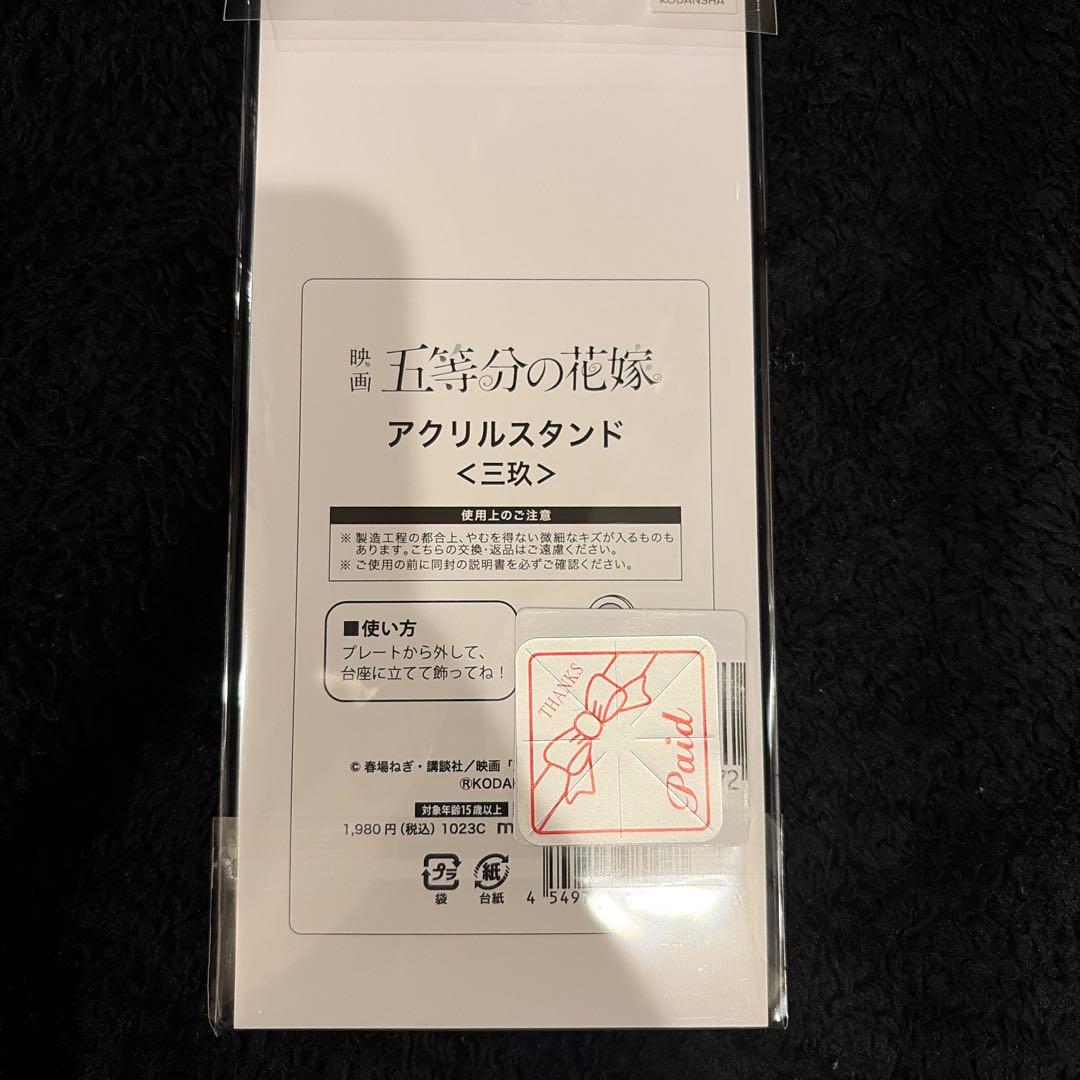 KODANSHA
映画 五等分の花嫁
アクリルスタンド
＜三玖＞
使用上のご注意
※ 製造工程の都合上、やむを得ない微細なキズが入るものも
あります。こちらの交換・返品はご遠慮ください。
※ ご使用の前に同封の説明書を必ずご確認ください。
■使い方
プレートから外して、
台座に立てて飾ってね！
THANKS
Paid
© 春場ねぎ・講談社／映画「
対象年齢15歳以上
1,980円(税込) 1023C
プラ
袋
紙
台紙
4 549